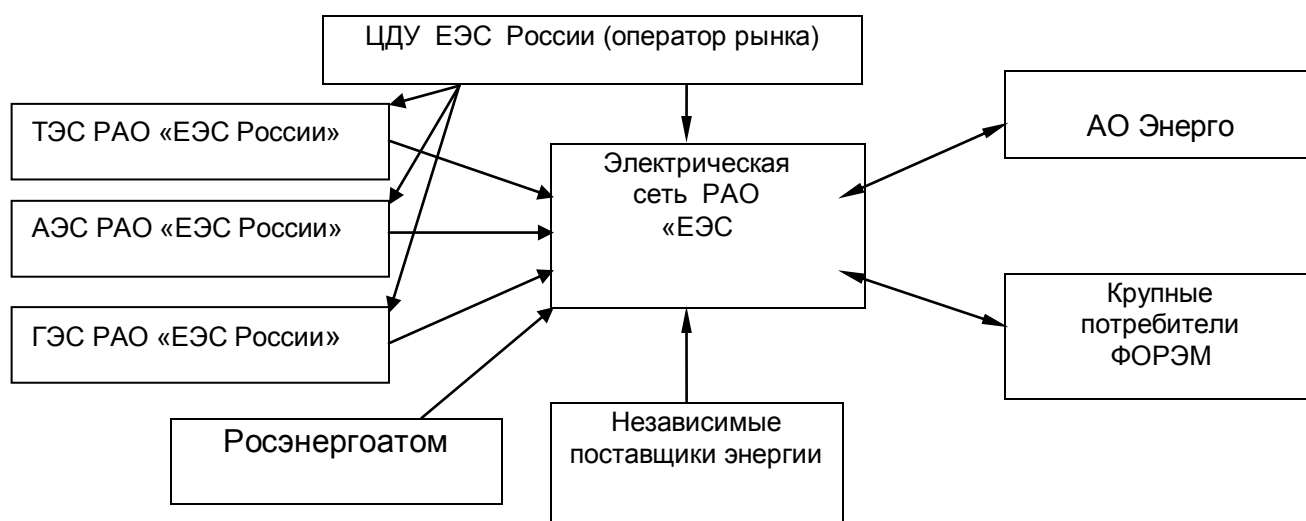 ЦДУ ЕЭС России (оператор рынка)
ТЭС РАО «ЕЭС России»
АЭС РАО «ЕЭС России»
ГЭС РАО «ЕЭС России»
Росэнергоатом
Электрическая
сеть РАО
«ЕЭС
Независимые
поставщики энергии
АО Энерго
Крупные
потребители
ФОРЭМ